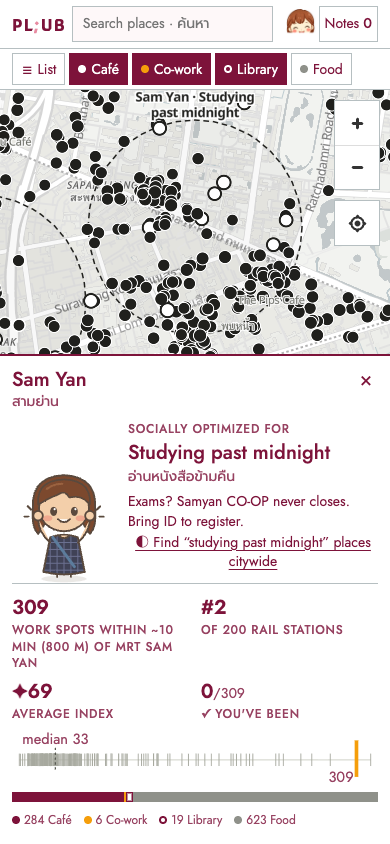 PL;UB
Search places · ค้นหา
Notes 0
≡ List
Café
Co-work
Library
Food
Sam Yan · Studying
past midnight
Café
Ratchadamri Road
+
−
The Pips Cafe
Sam Yan
×
สามย่าน
SOCIALLY OPTIMIZED FOR
Studying past midnight
อ่านหนังสือข้ามคืน
Exams? Samyan CO-OP never closes.
Bring ID to register.
Find “studying past midnight” places
citywide
309
WORK SPOTS WITHIN ~10
MIN (800 M) OF MRT SAM
YAN
#2
OF 200 RAIL STATIONS
✦69
AVERAGE INDEX
0/309
✓ YOU'VE BEEN
median 33
309
284 Café
6 Co-work
19 Library
623 Food